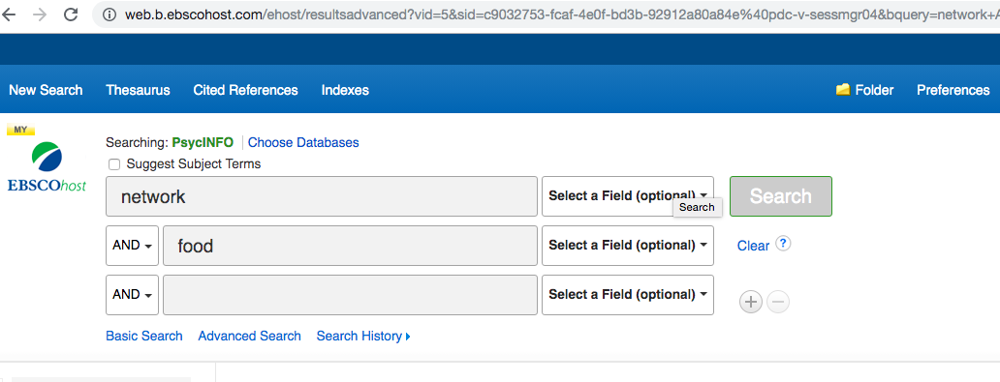 web.b.ebscohost.com/ehost/resultsadvanced?vid=5&sid=c9032753-fcaf-4e0f-bd3b-92912a80a84e%40pdc-v-sessmgr04&bquery=network+A
New Search Thesaurus Cited References Indexes Folder Preferences
MY
EBSCOhost
Searching: PsycINFO | Choose Databases
Suggest Subject Terms
network Select a Field (optional) Search
Search
AND food Select a Field (optional) Clear ?
AND Select a Field (optional) + −
Basic Search Advanced Search Search History